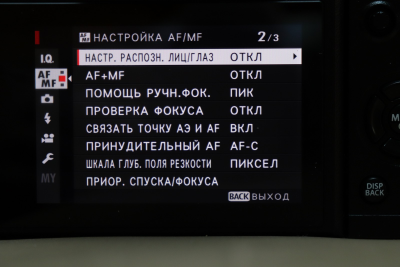 AF MF НАСТРОЙКА AF/MF 2/3
I.Q. НАСТР. РАСПОЗН. ЛИЦ/ГЛАЗ ОТКЛ
AF MF AF+MF ОТКЛ
ПОМОЩЬ РУЧН.ФОК. ПИК
ПРОВЕРКА ФОКУСА ОТКЛ
СВЯЗАТЬ ТОЧКУ АЭ И AF ВКЛ
ПРИНУДИТЕЛЬНЫЙ AF AF-C
ШКАЛА ГЛУБ. ПОЛЯ РЕЗКОСТИ ПИКСЕЛ
MY ПРИОР. СПУСКА/ФОКУСА
BACK ВЫХОД
DISP
BACK